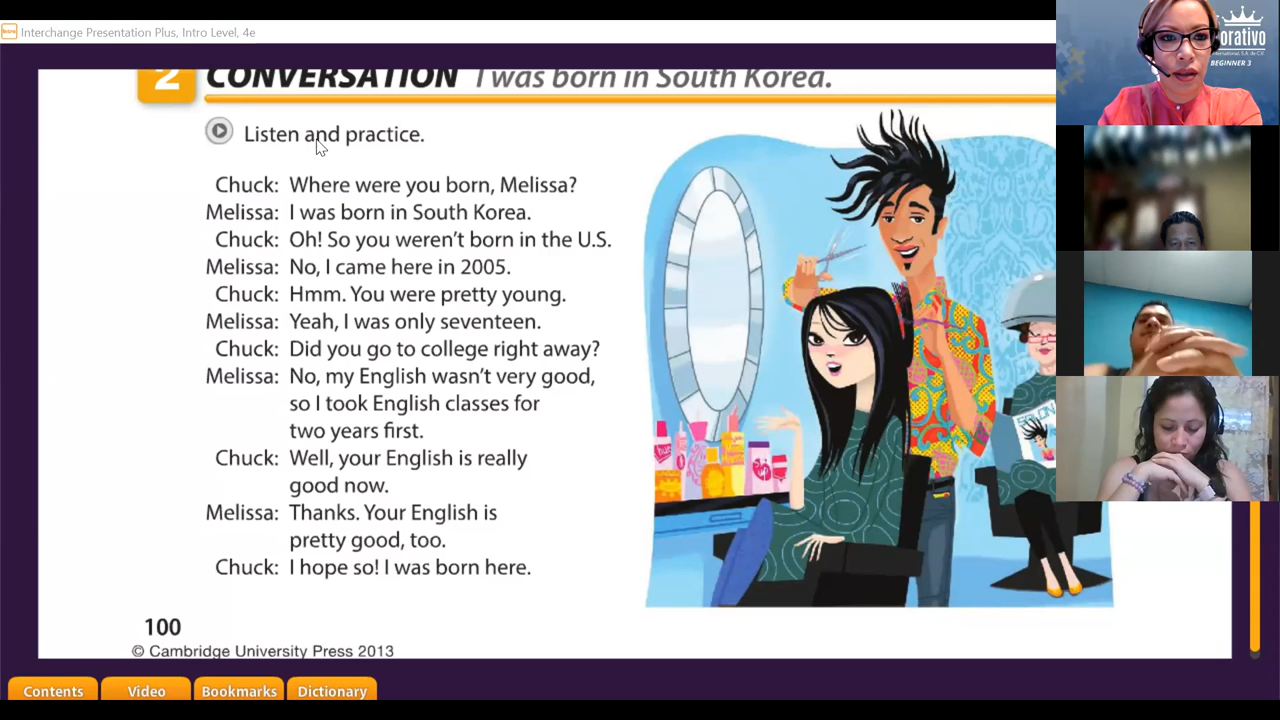 Interchange Presentation Plus, Intro Level, 4e
orativo
International, S.A. de C.V.
BEGINNER 3
2 CONVERSATION I was born in South Korea.
Listen and practice.
Chuck: Where were you born, Melissa?
Melissa: I was born in South Korea.
Chuck: Oh! So you weren't born in the U.S.
Melissa: No, I came here in 2005.
Chuck: Hmm. You were pretty young.
Melissa: Yeah, I was only seventeen.
Chuck: Did you go to college right away?
Melissa: No, my English wasn't very good,
so I took English classes for
two years first.
Chuck: Well, your English is really
good now.
Melissa: Thanks. Your English is
pretty good, too.
Chuck: I hope so! I was born here.
SALON
100
© Cambridge University Press 2013
Contents
Video
Bookmarks
Dictionary